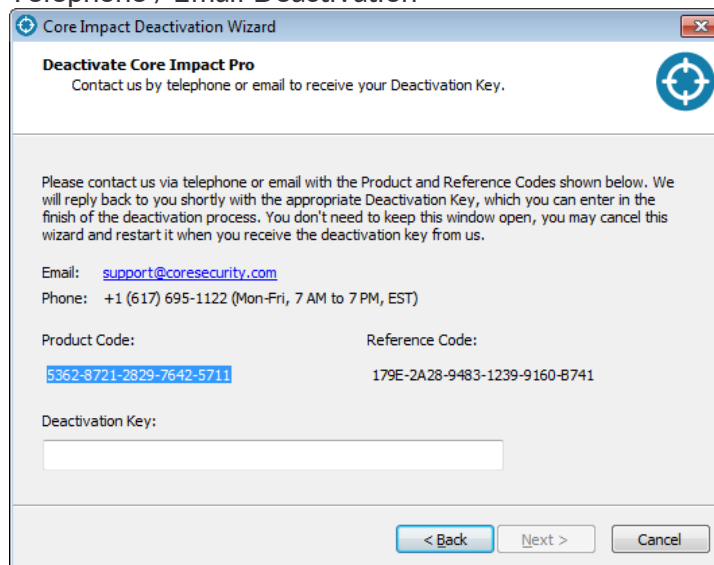 Telephone / Email Deactivation
Core Impact Deactivation Wizard
Deactivate Core Impact Pro
Contact us by telephone or email to receive your Deactivation Key.
Please contact us via telephone or email with the Product and Reference Codes shown below. We
will reply back to you shortly with the appropriate Deactivation Key, which you can enter in the
finish of the deactivation process. You don't need to keep this window open, you may cancel this
wizard and restart it when you receive the deactivation key from us.
Email: support@coresecurity.com
Phone: +1 (617) 695-1122 (Mon-Fri, 7 AM to 7 PM, EST)
Product Code: Reference Code:
5362-8721-2829-7642-5711 179E-2A28-9483-1239-9160-B741
Deactivation Key:
< Back Next > Cancel